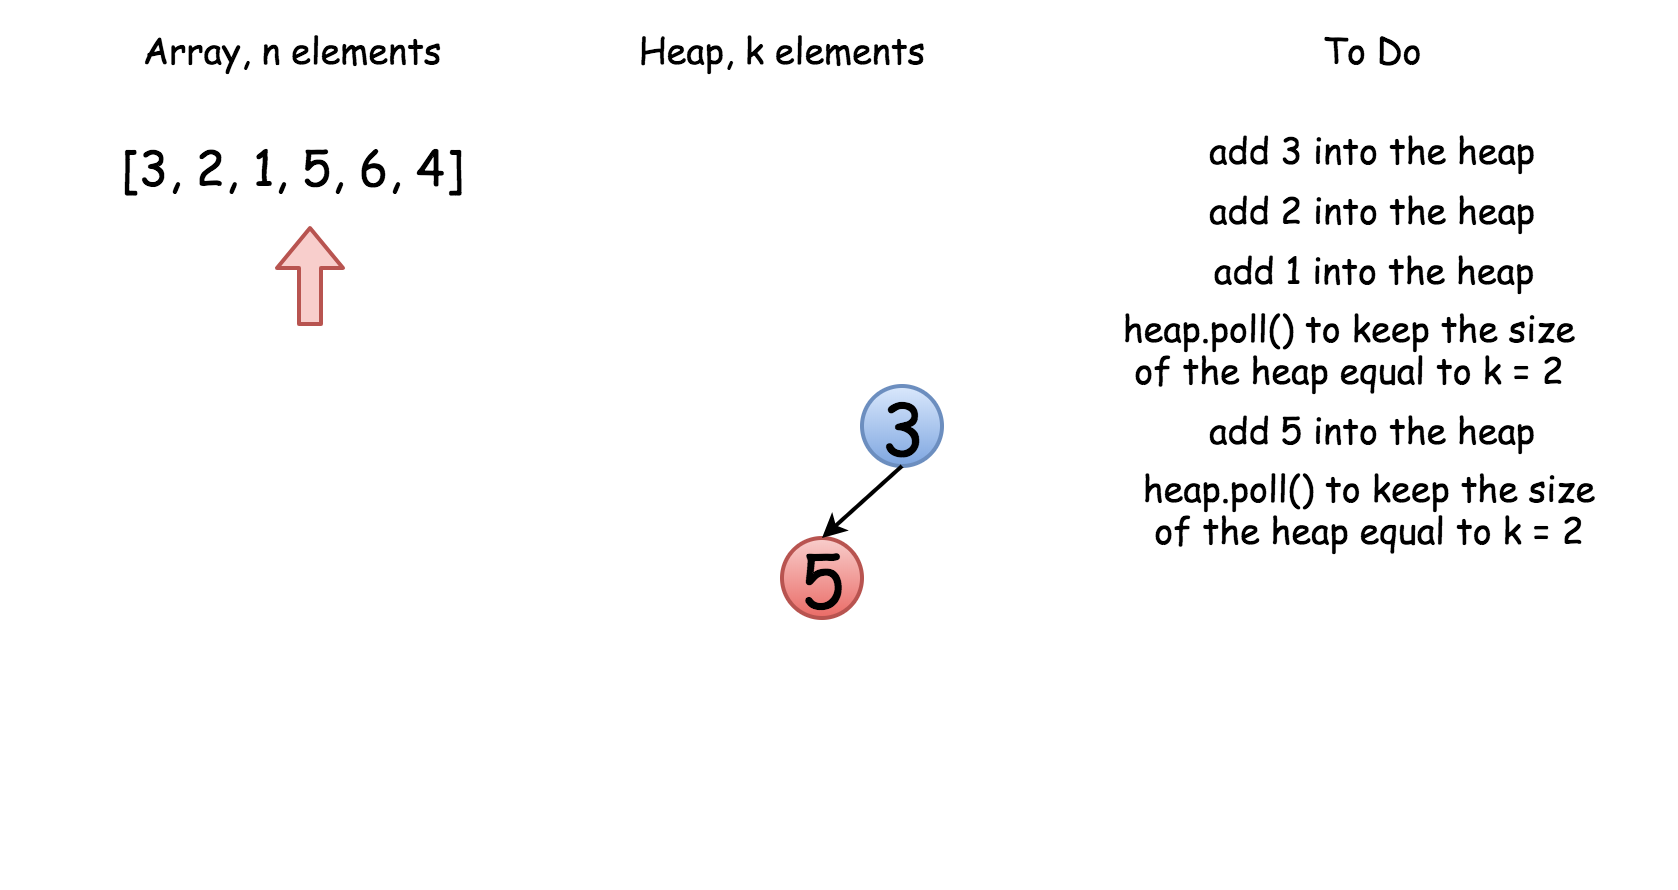 Array, n elements
[3, 2, 1, 5, 6, 4]
Heap, k elements
3
5
To Do
add 3 into the heap
add 2 into the heap
add 1 into the heap
heap.poll() to keep the size
of the heap equal to k = 2
add 5 into the heap
heap.poll() to keep the size
of the heap equal to k = 2